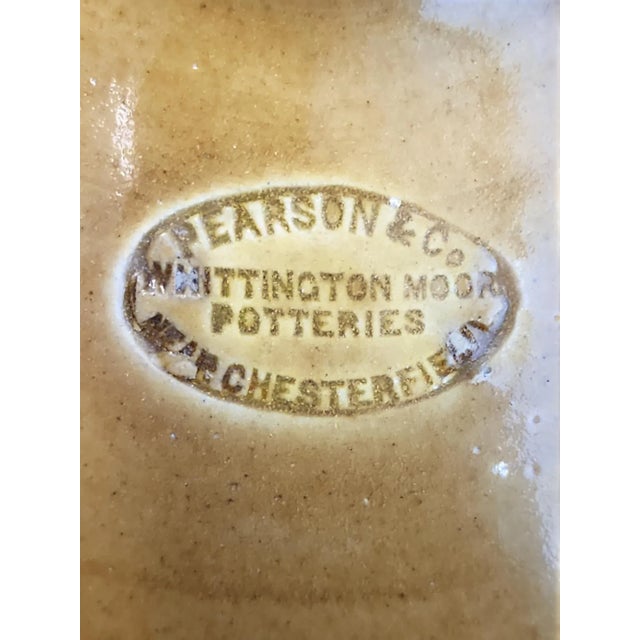 PEARSON & Co
WHITTINGTON MOOR
POTTERIES
NEAR CHESTERFIELD